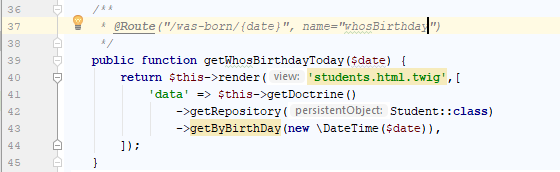 36 /**
37 * @Route("/was-born/{date}", name="whosBirthday")
38 */
39 public function getWhosBirthdayToday($date) {
40 return $this->render( view: 'students.html.twig',[
41 'data' => $this->getDoctrine()
42 ->getRepository( persistentObject: Student::class)
43 ->getByBirthDay(new \DateTime($date)),
44 ]);
45 }